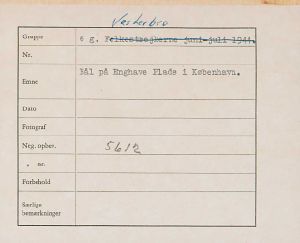 Vesterbro
Gruppe 6 g. Folkestrejkerne juni-juli 1944.
Nr.
Emne Bål på Enghave Plads i København.
Dato
Fotograf
Neg. opbev. 5612
„ nr.
Forbehold
Særlige
bemærkninger